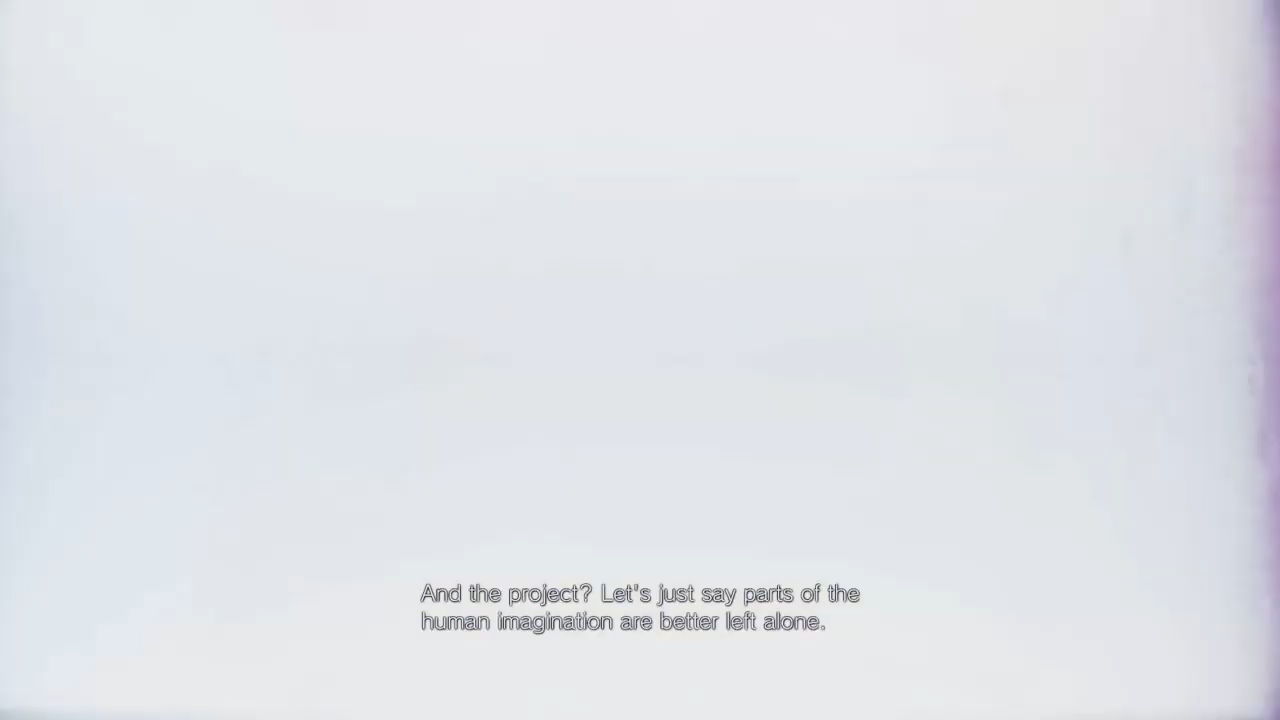 And the project? Let's just say parts of the
human imagination are better left alone.